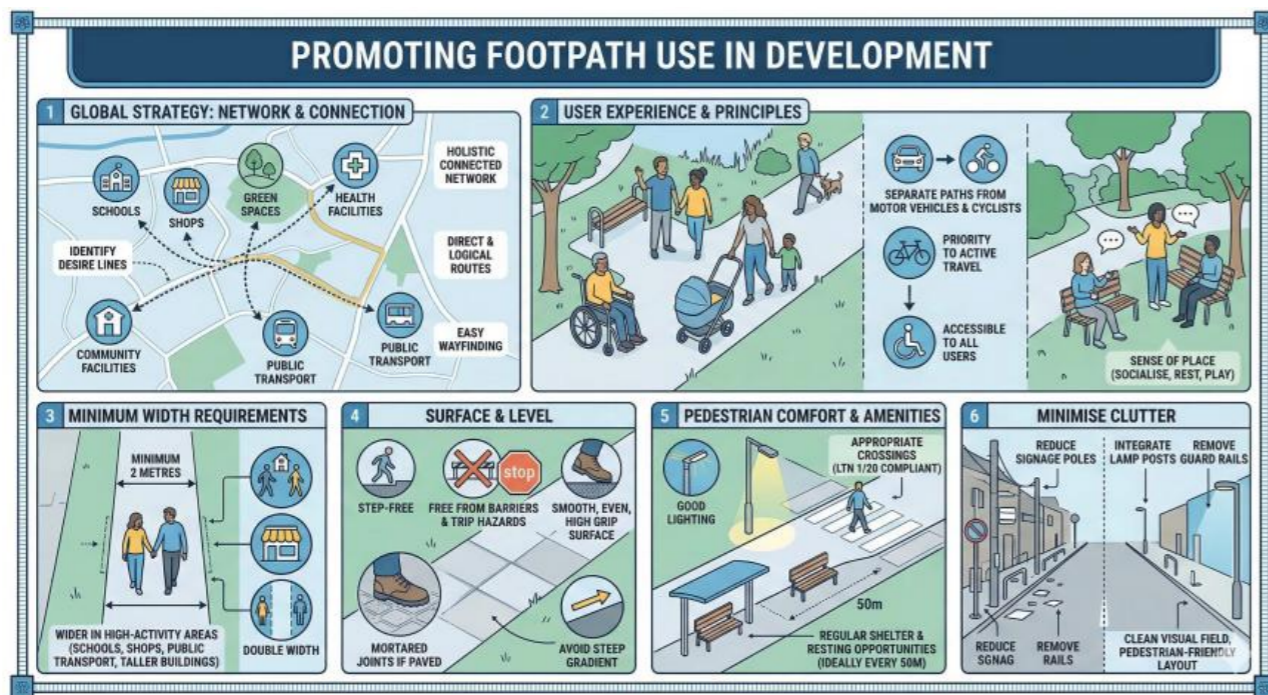 PROMOTING FOOTPATH USE IN DEVELOPMENT
1 GLOBAL STRATEGY: NETWORK & CONNECTION
SCHOOLS
SHOPS
GREEN
SPACES
HEALTH
FACILITIES
HOLISTIC
CONNECTED
NETWORK
IDENTIFY
DESIRE LINES
DIRECT &
LOGICAL
ROUTES
COMMUNITY
FACILITIES
PUBLIC
TRANSPORT
PUBLIC
TRANSPORT
EASY
WAYFINDING
2 USER EXPERIENCE & PRINCIPLES
SEPARATE PATHS FROM
MOTOR VEHICLES & CYCLISTS
PRIORITY
TO ACTIVE
TRAVEL
ACCESSIBLE
TO ALL
USERS
SENSE OF PLACE
(SOCIALISE, REST, PLAY)
3 MINIMUM WIDTH REQUIREMENTS
MINIMUM
2 METRES
WIDER IN HIGH-ACTIVITY AREAS
(SCHOOLS, SHOPS, PUBLIC
TRANSPORT, TALLER BUILDINGS)
DOUBLE WIDTH
4 SURFACE & LEVEL
STEP-FREE
stop
FREE FROM BARRIERS
& TRIP HAZARDS
SMOOTH, EVEN,
HIGH GRIP
SURFACE
MORTARED
JOINTS IF PAVED
AVOID STEEP
GRADIENT
5 PEDESTRIAN COMFORT & AMENITIES
GOOD
LIGHTING
APPROPRIATE
CROSSINGS
(LTN 1/20 COMPLIANT)
50m
REGULAR SHELTER &
RESTING OPPORTUNITIES
(IDEALLY EVERY 50M)
6 MINIMISE CLUTTER
REDUCE
SIGNAGE POLES
INTEGRATE
LAMP POSTS
REMOVE
GUARD RAILS
REDUCE
SGNAG
REMOVE
RAILS
CLEAN VISUAL FIELD,
PEDESTRIAN-FRIENDLY
LAYOUT